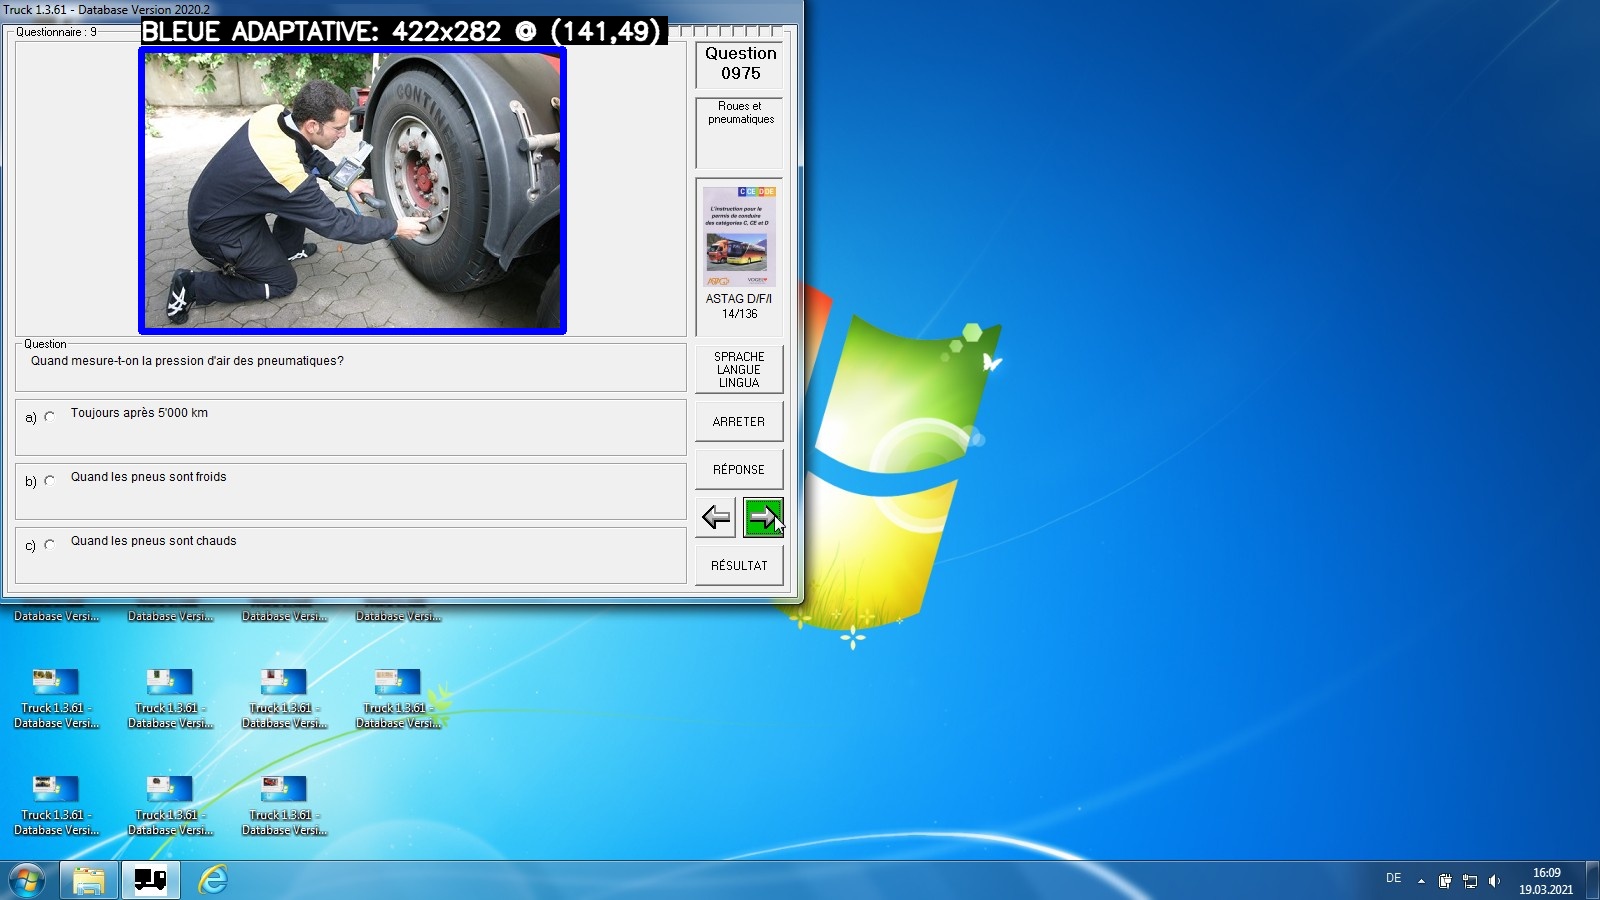 Truck 1.3.61 - Database Version 2020.2
BLEUE ADAPTATIVE: 422x282 @ (141,49)
Questionnaire : 9
CONTINE
Question
0975
Roues et
pneumatiques
C CE D DE
L'instruction pour le
permis de conduire
des catégories C, CE et D
ASTAG D/F/I
14/136
Question
Quand mesure-t-on la pression d'air des pneumatiques?
a) Toujours après 5'000 km
b) Quand les pneus sont froids
c) Quand les pneus sont chauds
SPRACHE
LANGUE
LINGUA
ARRETER
RÉPONSE
RÉSULTAT
Database Versi...
Database Versi...
Database Versi...
Database Versi...
Truck 1.3.61 -
Database Versi...
Truck 1.3.61 -
Database Versi...
Truck 1.3.61 -
Database Versi...
Truck 1.3.61 -
Database Versi...
Truck 1.3.61 -
Database Versi...
Truck 1.3.61 -
Database Versi...
Truck 1.3.61 -
Database Versi...
DE
16:09
19.03.2021